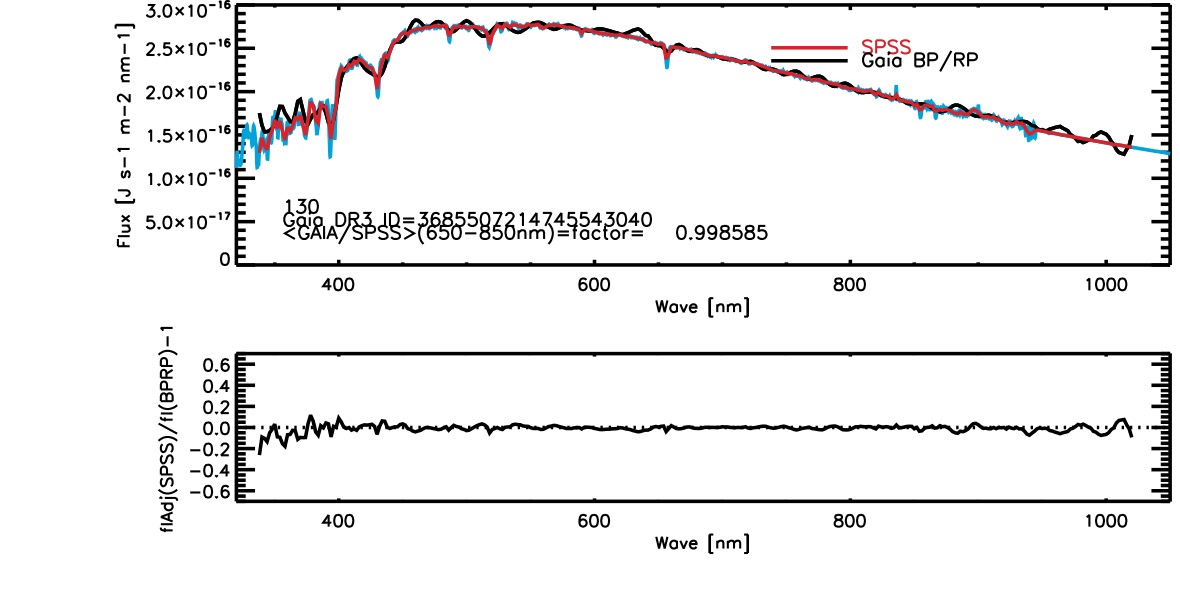 3.0×10−16
2.5×10−16
2.0×10−16
1.5×10−16
1.0×10−16
5.0×10−17
0
Flux [J s−1 m−2 nm−1]
SPSS
Gaia BP/RP
130
Gaia DR3 ID=3685507214745543040
<GAIA/SPSS>(650−850nm)=factor= 0.998585
400 600 800 1000
Wave [nm]
flAdj(SPSS)/fl(BPRP)−1
0.6
0.4
0.2
0.0
−0.2
−0.4
−0.6
400 600 800 1000
Wave [nm]